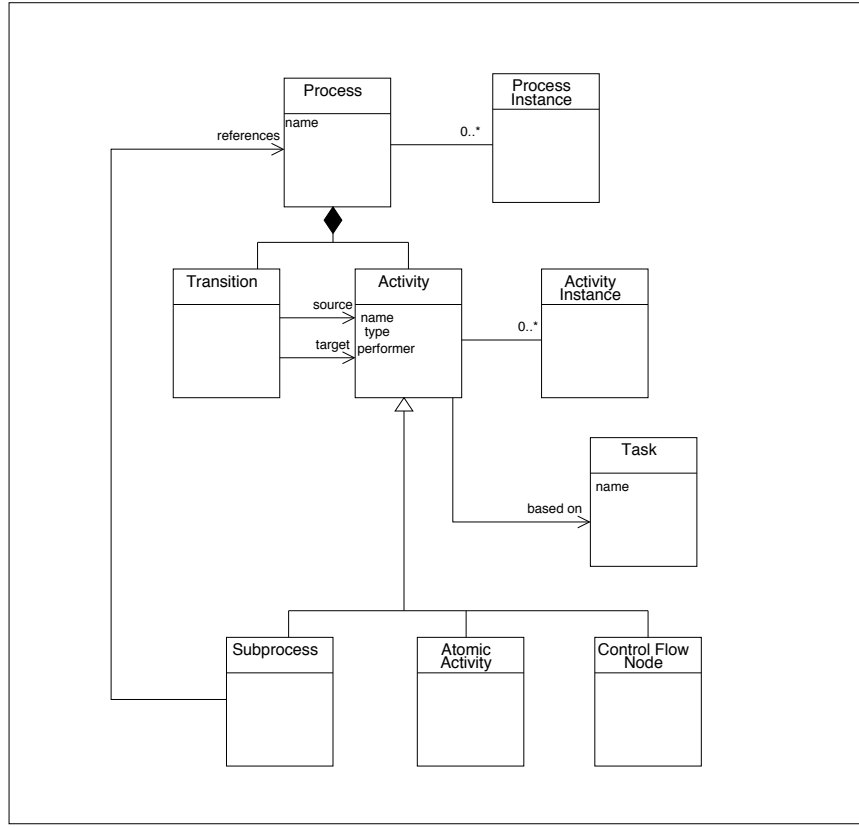 Process
name
Process
Instance
references
0..*
Transition
Activity
Activity
Instance
source
name
type
0..*
target
performer
Task
name
based on
Subprocess
Atomic
Activity
Control Flow
Node